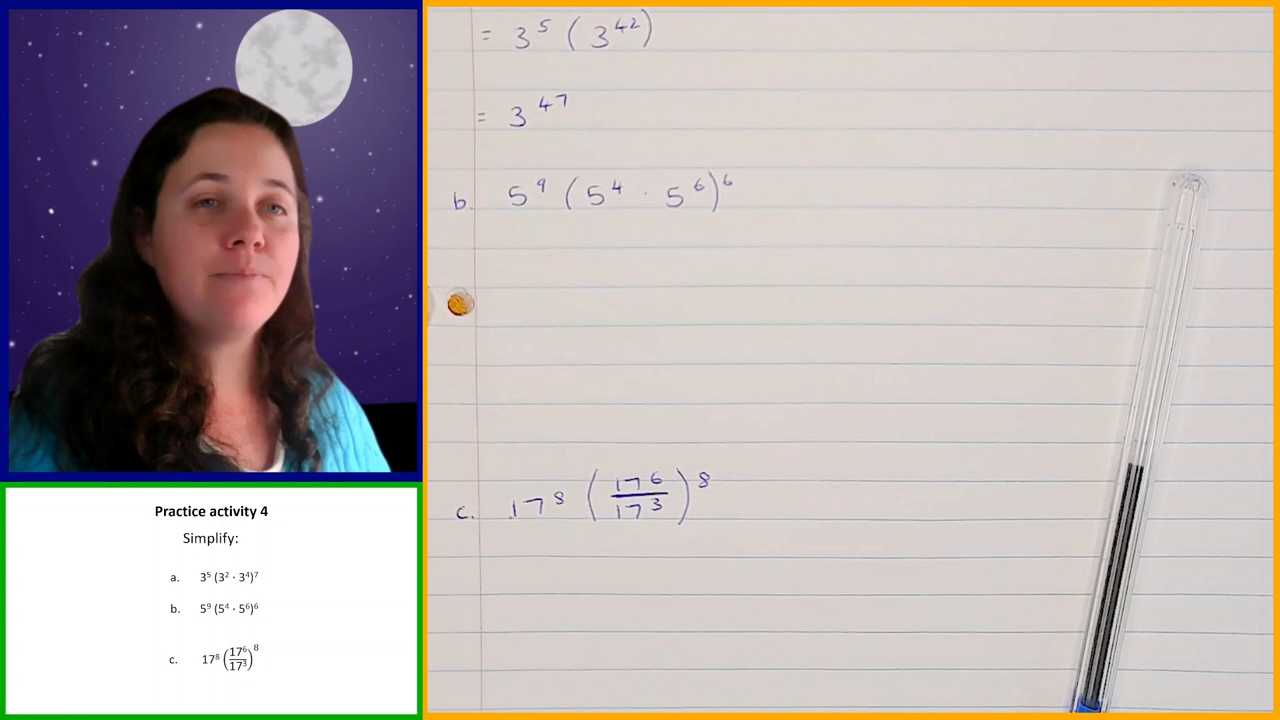 = 3⁵ (3⁴²)
= 3⁴⁷
b. 5⁹ (5⁴ · 5⁶)⁶
c. 17⁸ (17⁶/17³)⁸
Practice activity 4
Simplify:
a. 3⁵ (3² · 3⁴)⁷
b. 5⁹ (5⁴ · 5⁶)⁶
c. 17⁸ (17⁶/17³)⁸